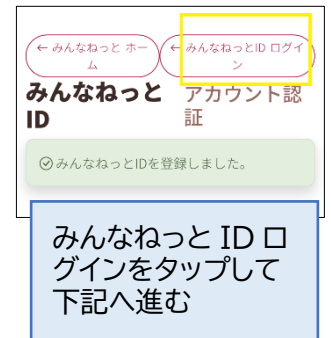 ← みんなねっと ホー
ム
← みんなねっとID ログイ
ン
みんなねっと
ID
アカウント認
証
みんなねっとIDを登録しました。
みんなねっと ID ロ
グインをタップして
下記へ進む